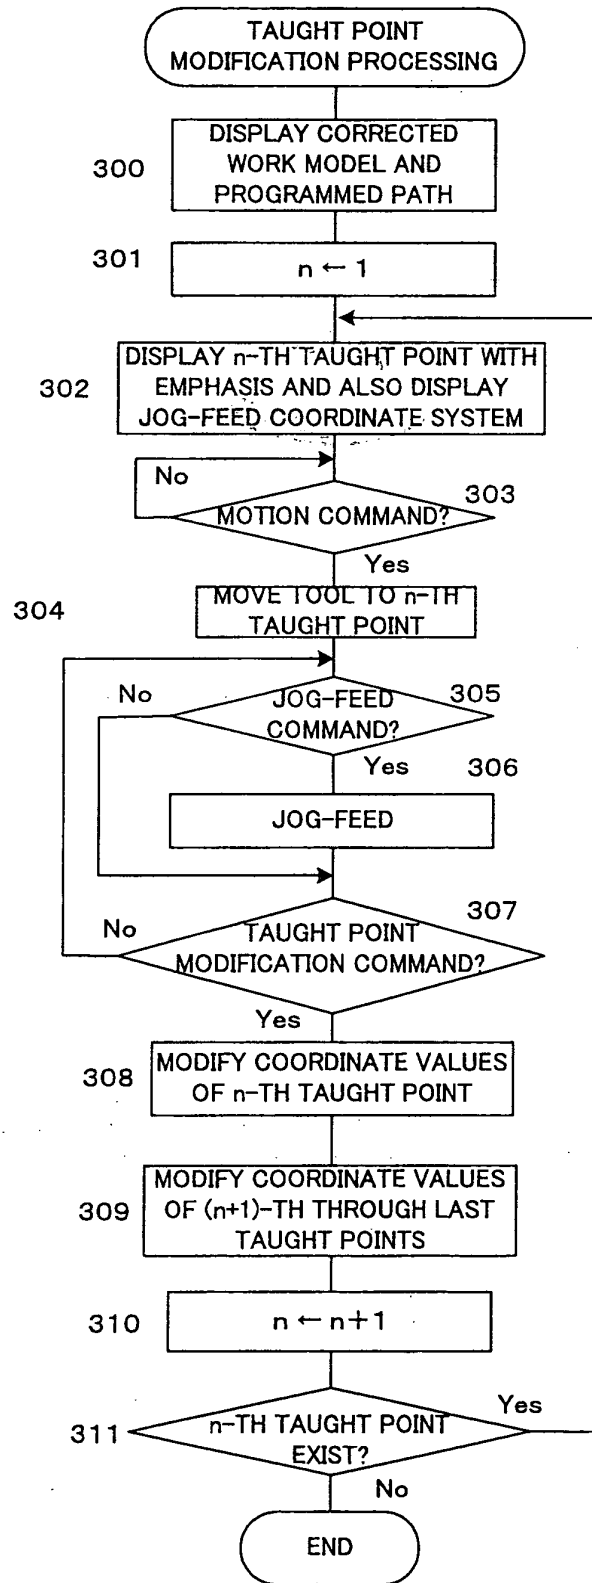 TAUGHT POINT
MODIFICATION PROCESSING
DISPLAY CORRECTED
WORK MODEL AND
PROGRAMMED PATH
300
301
n ← 1
DISPLAY n-TH TAUGHT POINT WITH
EMPHASIS AND ALSO DISPLAY
JOG-FEED COORDINATE SYSTEM
302
No
303
MOTION COMMAND?
Yes
304
MOVE TOOL TO n-TH
TAUGHT POINT
No
305
JOG-FEED
COMMAND?
Yes
306
JOG-FEED
307
No
TAUGHT POINT
MODIFICATION COMMAND?
Yes
308
MODIFY COORDINATE VALUES
OF n-TH TAUGHT POINT
309
MODIFY COORDINATE VALUES
OF (n+1)-TH THROUGH LAST
TAUGHT POINTS
310
n ← n+1
Yes
311
n-TH TAUGHT POINT
EXIST?
No
END